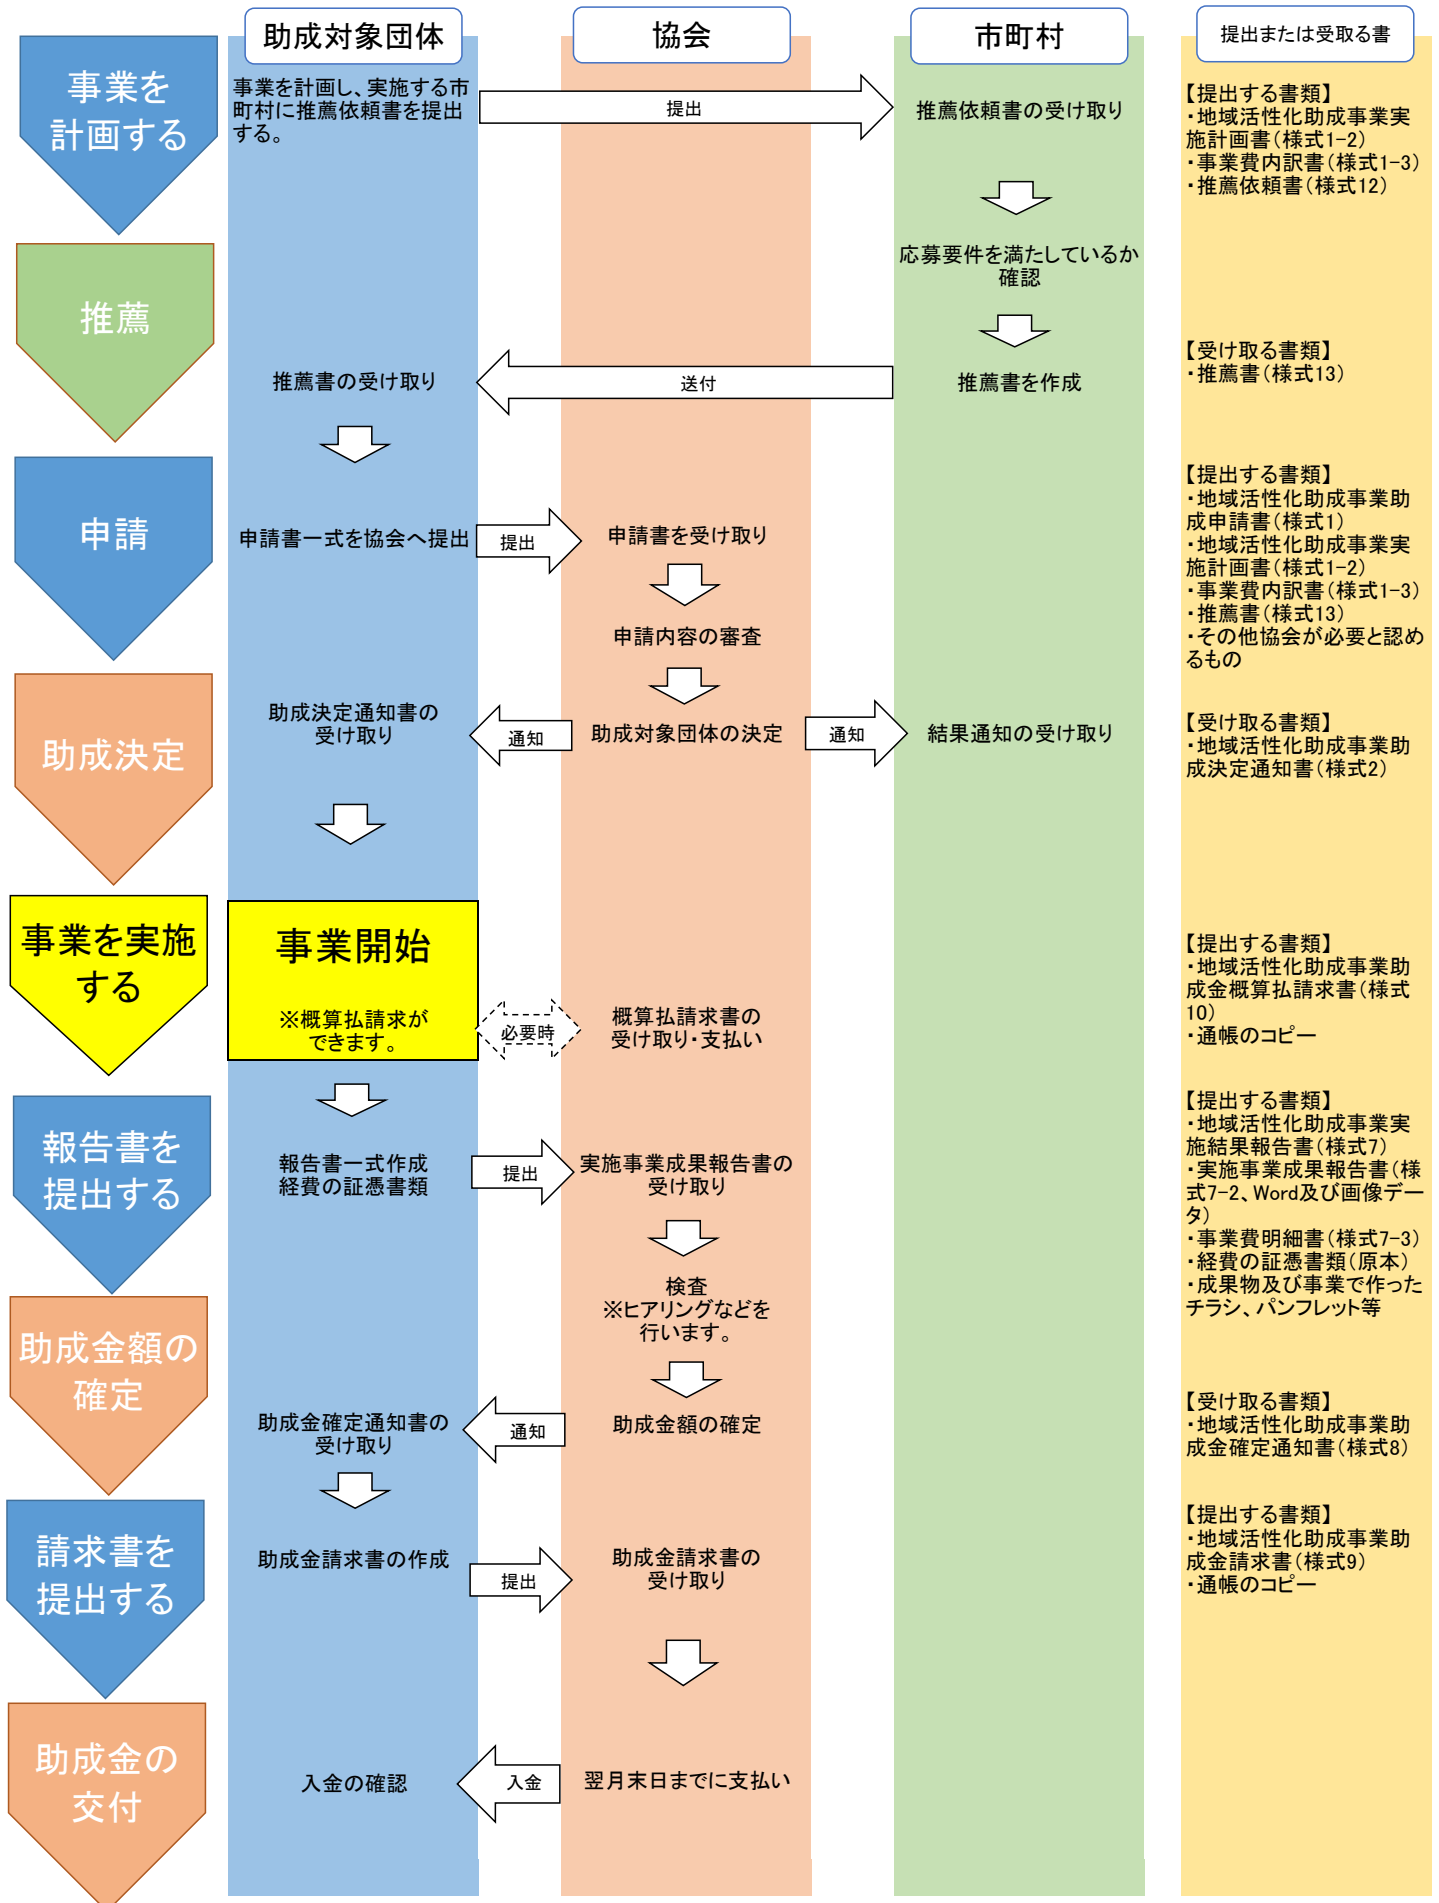 助成対象団体
協会
市町村
提出または受取る書
事業を
計画する
事業を計画し、実施する市
町村に推薦依頼書を提出
する。
提出
推薦依頼書の受け取り
【提出する書類】
・地域活性化助成事業実
施計画書(様式1-2)
・事業費内訳書(様式1-3)
・推薦依頼書(様式12)
推薦
応募要件を満たしているか
確認
推薦書の受け取り
送付
推薦書を作成
【受け取る書類】
・推薦書(様式13)
申請
申請書一式を協会へ提出
提出
申請書を受け取り
申請内容の審査
【提出する書類】
・地域活性化助成事業助
成申請書(様式1)
・地域活性化助成事業実
施計画書(様式1-2)
・事業費内訳書(様式1-3)
・推薦書(様式13)
・その他協会が必要と認め
るもの
助成決定
助成決定通知書の
受け取り
通知
助成対象団体の決定
通知
結果通知の受け取り
【受け取る書類】
・地域活性化助成事業助
成決定通知書(様式2)
事業を実施
する
事業開始
※概算払請求が
できます。
必要時
概算払請求書の
受け取り・支払い
【提出する書類】
・地域活性化助成事業助
成金概算払請求書(様式
10)
・通帳のコピー
報告書を
提出する
報告書一式作成
経費の証憑書類
提出
実施事業成果報告書の
受け取り
検査
※ヒアリングなどを
行います。
【提出する書類】
・地域活性化助成事業実
施結果報告書(様式7)
・実施事業成果報告書(様
式7-2、Word及び画像デー
タ)
・事業費明細書(様式7-3)
・経費の証憑書類(原本)
・成果物及び事業で作った
チラシ、パンフレット等
助成金額の
確定
助成金確定通知書の
受け取り
通知
助成金額の確定
【受け取る書類】
・地域活性化助成事業助
成金確定通知書(様式8)
請求書を
提出する
助成金請求書の作成
提出
助成金請求書の
受け取り
【提出する書類】
・地域活性化助成事業助
成金請求書(様式9)
・通帳のコピー
助成金の
交付
入金の確認
入金
翌月末日までに支払い